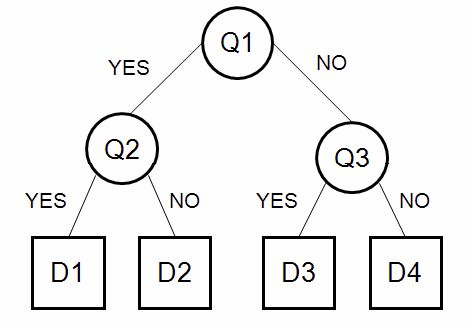 Q1
YES
NO
Q2
Q3
YES
NO
YES
NO
D1
D2
D3
D4